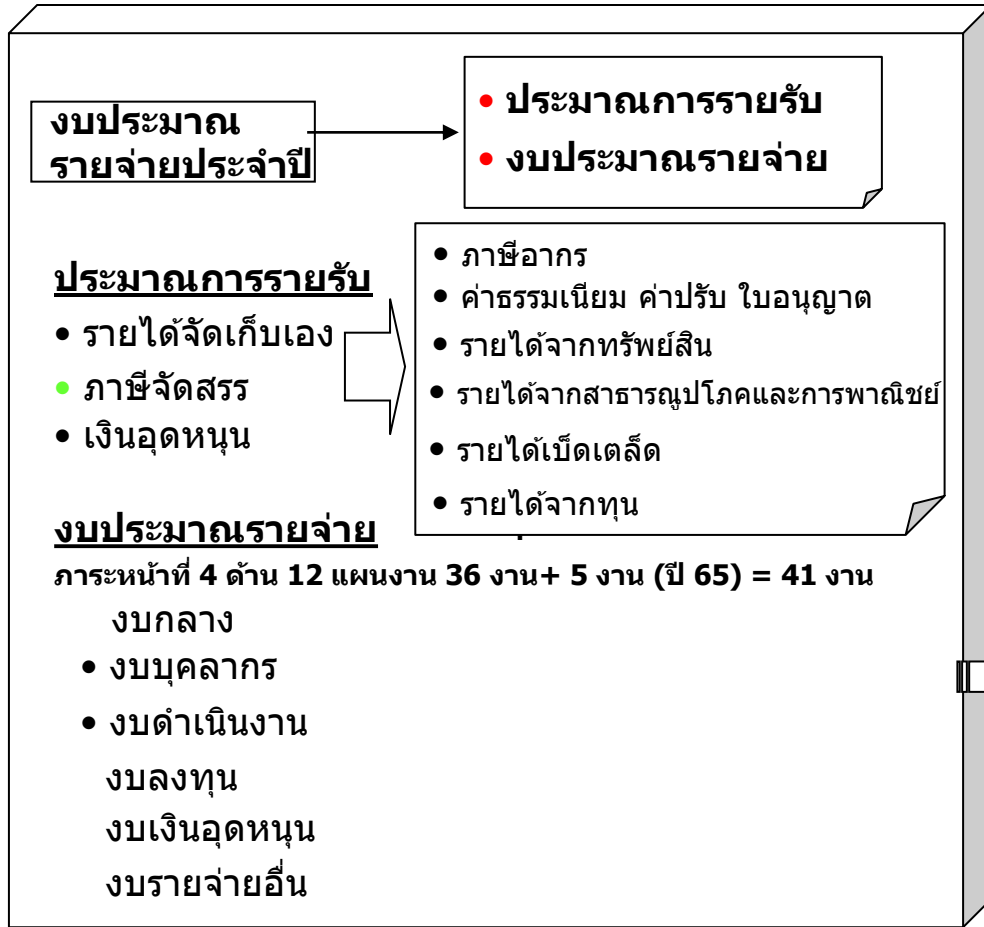 งบประมาณ
รายจ่ายประจำปี
• ประมาณการรายรับ
• งบประมาณรายจ่าย
ประมาณการรายรับ
• รายได้จัดเก็บเอง
• ภาษีจัดสรร
• เงินอุดหนุน
• ภาษีอากร
• ค่าธรรมเนียม ค่าปรับ ใบอนุญาต
• รายได้จากทรัพย์สิน
• รายได้จากสาธารณูปโภคและการพาณิชย์
• รายได้เบ็ดเตล็ด
• รายได้จากทุน
งบประมาณรายจ่าย
ภาระหน้าที่ 4 ด้าน 12 แผนงาน 36 งาน+ 5 งาน (ปี 65) = 41 งาน
งบกลาง
• งบบุคลากร
• งบดำเนินงาน
งบลงทุน
งบเงินอุดหนุน
งบรายจ่ายอื่น